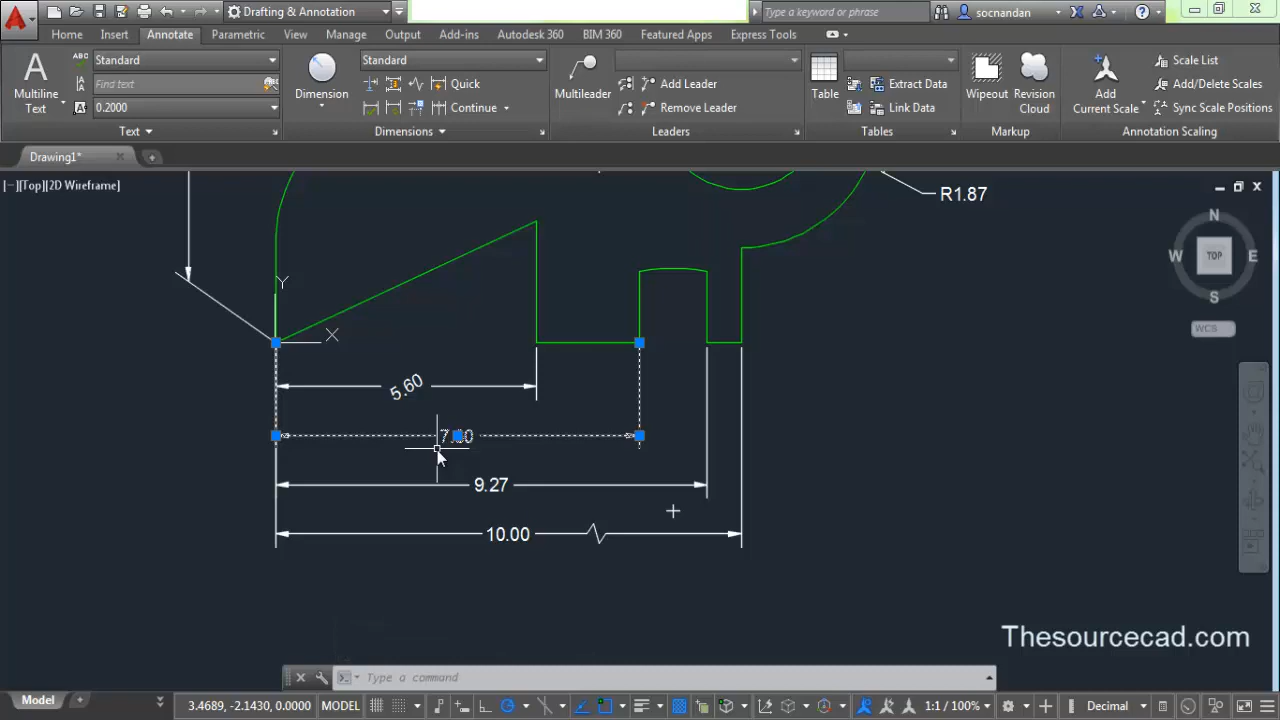 Drafting & Annotation
Type a keyword or phrase
socnandan
Home Insert Annotate Parametric View Manage Output Add-ins Autodesk 360 BIM 360 Featured Apps Express Tools
Multiline Text
Standard
Find text
0.2000
Text
Dimension
Standard
Quick
Continue
Dimensions
Multileader
Add Leader
Remove Leader
Leaders
Table
Extract Data
Link Data
Tables
Wipeout
Revision Cloud
Markup
Add Current Scale
Scale List
Add/Delete Scales
Sync Scale Positions
Annotation Scaling
Drawing1*
[−][Top][2D Wireframe]
R1.87
N
W TOP E
S
WCS
Y
X
5.60
9.27
10.00
Thesourcecad.com
Type a command
Model
3.4689, -2.1430, 0.0000 MODEL
1:1 / 100%
Decimal